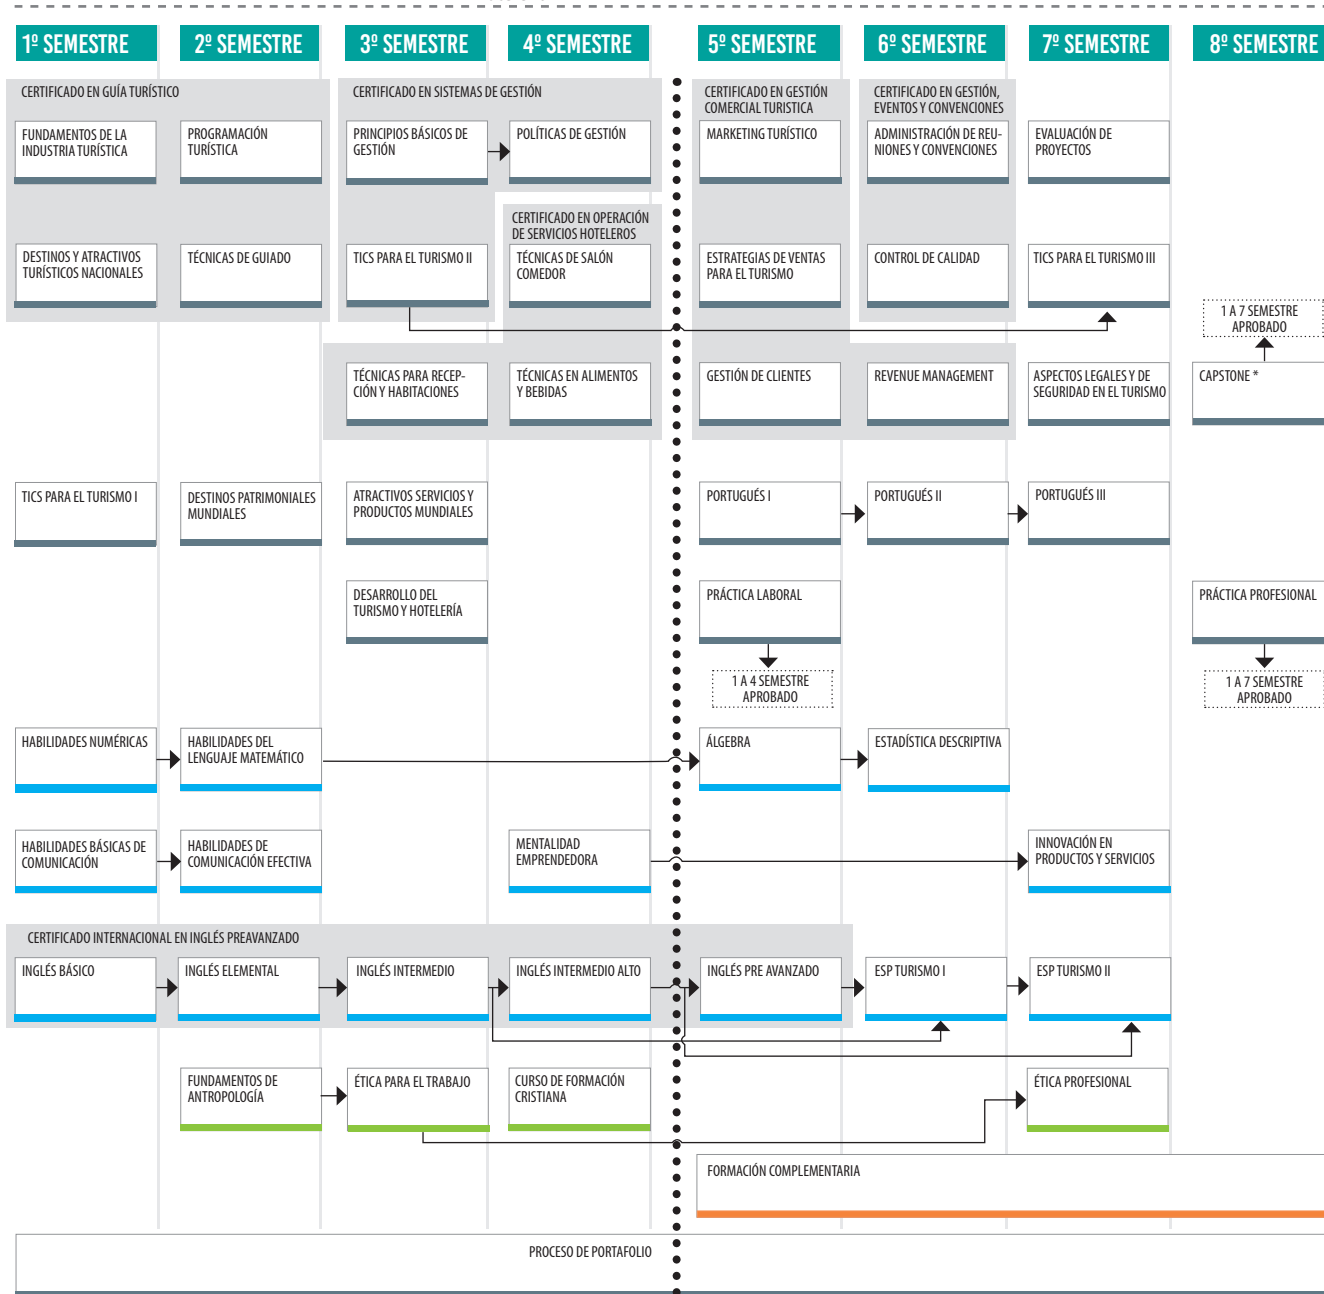 1º SEMESTRE
2º SEMESTRE
3º SEMESTRE
4º SEMESTRE
5º SEMESTRE
6º SEMESTRE
7º SEMESTRE
8º SEMESTRE
CERTIFICADO EN GUÍA TURÍSTICO
CERTIFICADO EN SISTEMAS DE GESTIÓN
CERTIFICADO EN GESTIÓN
COMERCIAL TURISTICA
CERTIFICADO EN GESTIÓN,
EVENTOS Y CONVENCIONES
FUNDAMENTOS DE LA
INDUSTRIA TURÍSTICA
PROGRAMACIÓN
TURÍSTICA
PRINCIPIOS BÁSICOS DE
GESTIÓN
POLÍTICAS DE GESTIÓN
MARKETING TURÍSTICO
ADMINISTRACIÓN DE REU-
NIONES Y CONVENCIONES
EVALUACIÓN DE
PROYECTOS
CERTIFICADO EN OPERACIÓN
DE SERVICIOS HOTELEROS
DESTINOS Y ATRACTIVOS
TURÍSTICOS NACIONALES
TÉCNICAS DE GUIADO
TICS PARA EL TURISMO II
TÉCNICAS DE SALÓN
COMEDOR
ESTRATEGIAS DE VENTAS
PARA EL TURISMO
CONTROL DE CALIDAD
TICS PARA EL TURISMO III
1 A 7 SEMESTRE
APROBADO
TÉCNICAS PARA RECEP-
CIÓN Y HABITACIONES
TÉCNICAS EN ALIMENTOS
Y BEBIDAS
GESTIÓN DE CLIENTES
REVENUE MANAGEMENT
ASPECTOS LEGALES Y DE
SEGURIDAD EN EL TURISMO
CAPSTONE *
TICS PARA EL TURISMO I
DESTINOS PATRIMONIALES
MUNDIALES
ATRACTIVOS SERVICIOS Y
PRODUCTOS MUNDIALES
PORTUGUÉS I
PORTUGUÉS II
PORTUGUÉS III
DESARROLLO DEL
TURISMO Y HOTELERÍA
PRÁCTICA LABORAL
PRÁCTICA PROFESIONAL
1 A 4 SEMESTRE
APROBADO
1 A 7 SEMESTRE
APROBADO
HABILIDADES NUMÉRICAS
HABILIDADES DEL
LENGUAJE MATEMÁTICO
ÁLGEBRA
ESTADÍSTICA DESCRIPTIVA
HABILIDADES BÁSICAS DE
COMUNICACIÓN
HABILIDADES DE
COMUNICACIÓN EFECTIVA
MENTALIDAD
EMPRENDEDORA
INNOVACIÓN EN
PRODUCTOS Y SERVICIOS
CERTIFICADO INTERNACIONAL EN INGLÉS PREAVANZADO
INGLÉS BÁSICO
INGLÉS ELEMENTAL
INGLÉS INTERMEDIO
INGLÉS INTERMEDIO ALTO
INGLÉS PRE AVANZADO
ESP TURISMO I
ESP TURISMO II
FUNDAMENTOS DE
ANTROPOLOGÍA
ÉTICA PARA EL TRABAJO
CURSO DE FORMACIÓN
CRISTIANA
ÉTICA PROFESIONAL
FORMACIÓN COMPLEMENTARIA
PROCESO DE PORTAFOLIO